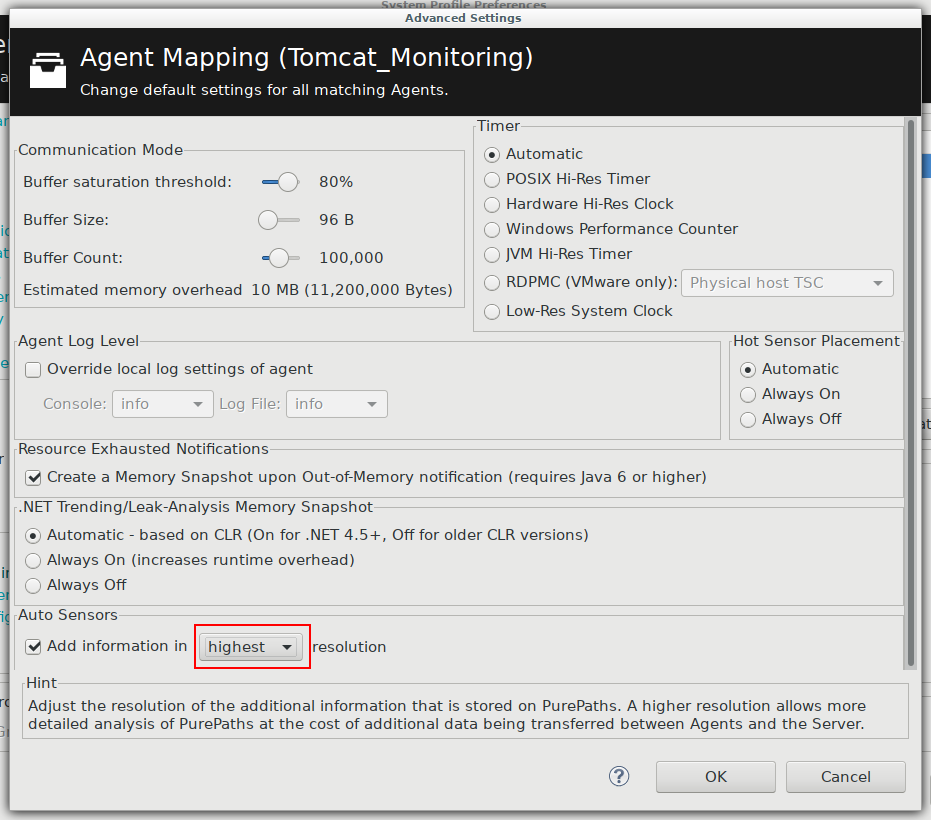 System Profile Preferences
Advanced Settings
Agent Mapping (Tomcat_Monitoring)
Change default settings for all matching Agents.
Communication Mode
Buffer saturation threshold: 80%
Buffer Size: 96 B
Buffer Count: 100,000
Estimated memory overhead 10 MB (11,200,000 Bytes)
Timer
Automatic
POSIX Hi-Res Timer
Hardware Hi-Res Clock
Windows Performance Counter
JVM Hi-Res Timer
RDPMC (VMware only): Physical host TSC
Low-Res System Clock
Agent Log Level
Override local log settings of agent
Console: info Log File: info
Hot Sensor Placement
Automatic
Always On
Always Off
Resource Exhausted Notifications
Create a Memory Snapshot upon Out-of-Memory notification (requires Java 6 or higher)
.NET Trending/Leak-Analysis Memory Snapshot
Automatic - based on CLR (On for .NET 4.5+, Off for older CLR versions)
Always On (increases runtime overhead)
Always Off
Auto Sensors
Add information in highest resolution
Hint
Adjust the resolution of the additional information that is stored on PurePaths. A higher resolution allows more
detailed analysis of PurePaths at the cost of additional data being transferred between Agents and the Server.
? OK Cancel